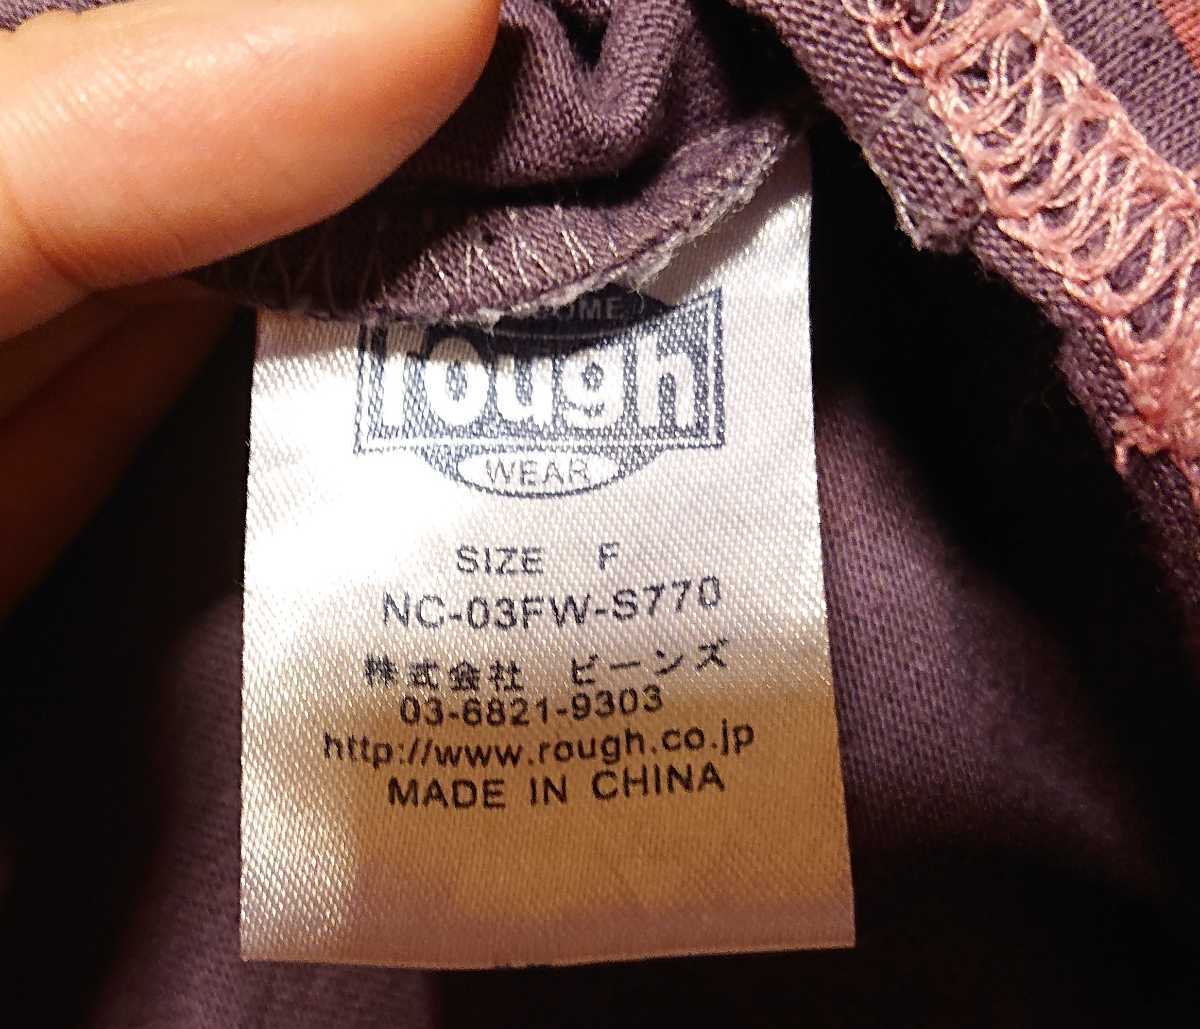 rough
WEAR
SIZE F
NC-03FW-S770
株式会社 ビーンズ
03-6821-9303
http://www.rough.co.jp
MADE IN CHINA